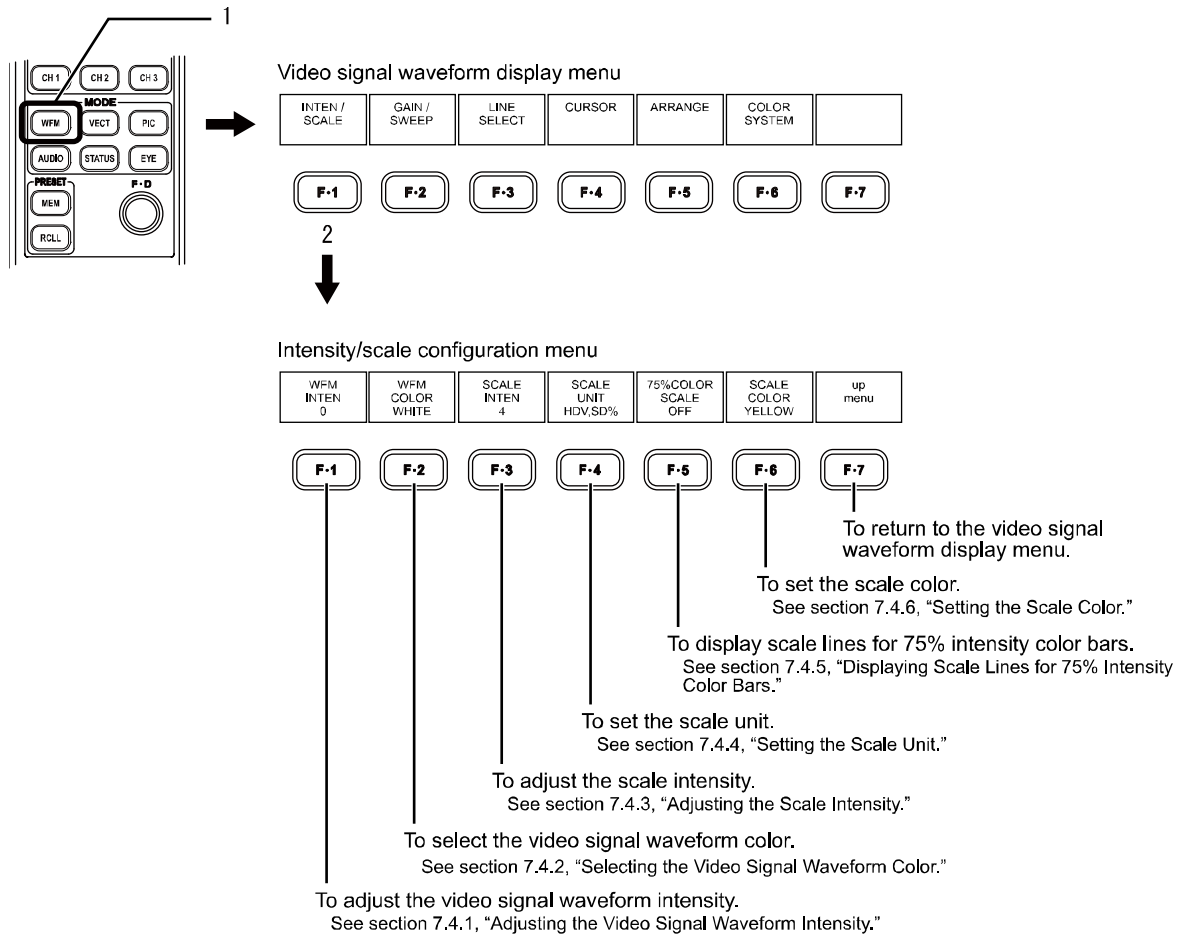 1
CH 1 CH 2 CH 3
MODE
WFM VECT PIC
AUDIO STATUS EYE
PRESET F·D
MEM
RCLL
Video signal waveform display menu
INTEN / GAIN / LINE CURSOR ARRANGE COLOR
SCALE SWEEP SELECT SYSTEM
F·1 F·2 F·3 F·4 F·5 F·6 F·7
2
Intensity/scale configuration menu
WFM WFM SCALE SCALE 75%COLOR SCALE up
INTEN COLOR INTEN UNIT SCALE COLOR menu
0 WHITE 4 HDV,SD% OFF YELLOW
F·1 F·2 F·3 F·4 F·5 F·6 F·7
To return to the video signal
waveform display menu.
To set the scale color.
See section 7.4.6, “Setting the Scale Color.”
To display scale lines for 75% intensity color bars.
See section 7.4.5, “Displaying Scale Lines for 75% Intensity
Color Bars.”
To set the scale unit.
See section 7.4.4, “Setting the Scale Unit.”
To adjust the scale intensity.
See section 7.4.3, “Adjusting the Scale Intensity.”
To select the video signal waveform color.
See section 7.4.2, “Selecting the Video Signal Waveform Color.”
To adjust the video signal waveform intensity.
See section 7.4.1, “Adjusting the Video Signal Waveform Intensity.”